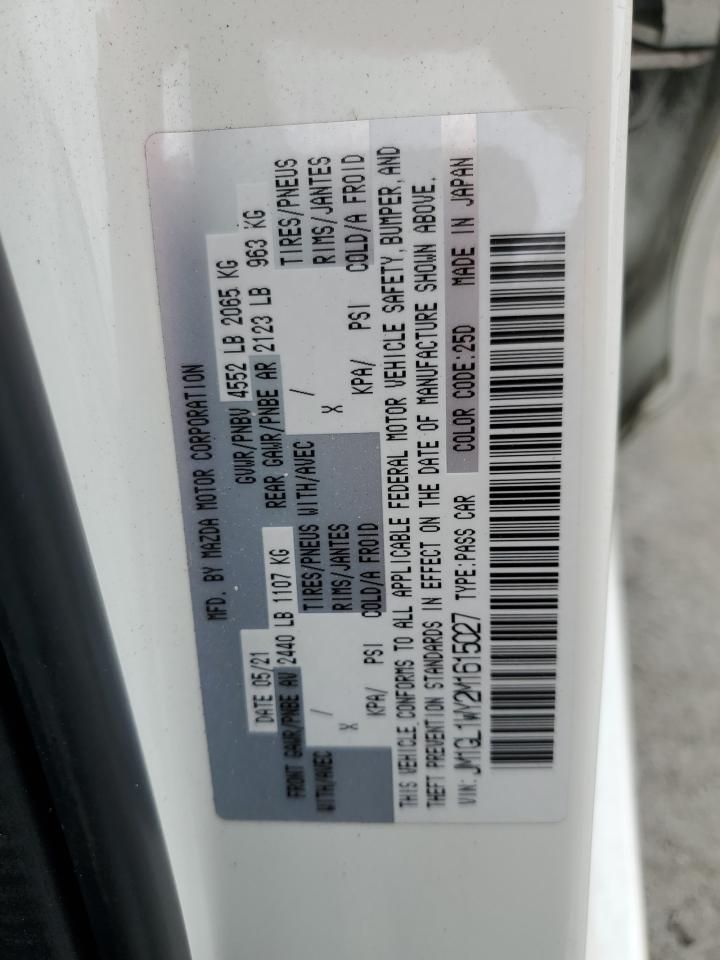 MFD. BY MAZDA MOTOR CORPORATION
DATE 05/21 GVWR/PNBV 4552 LB 2065 KG
FRONT GAWR/PNBE AV 2440 LB 1107 KG REAR GAWR/PNBE AR 2123 LB 963 KG
WITH/AVEC / TIRES/PNEUS WITH/AVEC / TIRES/PNEUS
X RIMS/JANTES X RIMS/JANTES
KPA/ PSI COLD/A FROID KPA/ PSI COLD/A FROID
THIS VEHICLE CONFORMS TO ALL APPLICABLE FEDERAL MOTOR VEHICLE SAFETY, BUMPER, AND
THEFT PREVENTION STANDARDS IN EFFECT ON THE DATE OF MANUFACTURE SHOWN ABOVE.
VIN: JM1GL1WY2M1615027 TYPE:PASS CAR COLOR CODE:25D MADE IN JAPAN